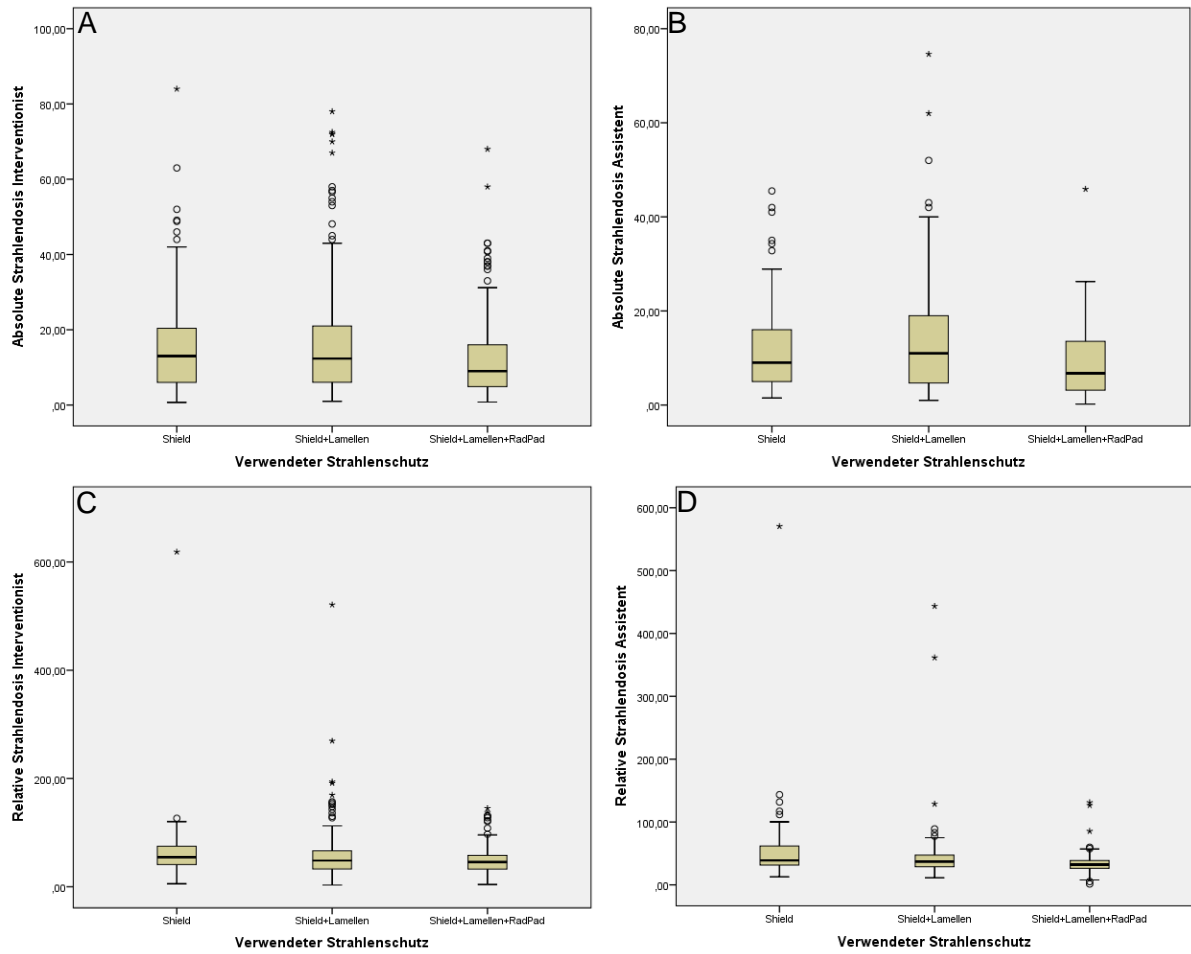 A
Absolute Strahlendosis Interventionist
100,00
80,00
60,00
40,00
20,00
,00
Shield
Shield+Lamellen
Shield+Lamellen+RadPad
Verwendeter Strahlenschutz
B
Absolute Strahlendosis Assistent
80,00
60,00
40,00
20,00
,00
Shield
Shield+Lamellen
Shield+Lamellen+RadPad
Verwendeter Strahlenschutz
C
Relative Strahlendosis Interventionist
600,00
400,00
200,00
,00
Shield
Shield+Lamellen
Shield+Lamellen+RadPad
Verwendeter Strahlenschutz
D
Relative Strahlendosis Assistent
600,00
500,00
400,00
300,00
200,00
100,00
,00
Shield
Shield+Lamellen
Shield+Lamellen+RadPad
Verwendeter Strahlenschutz